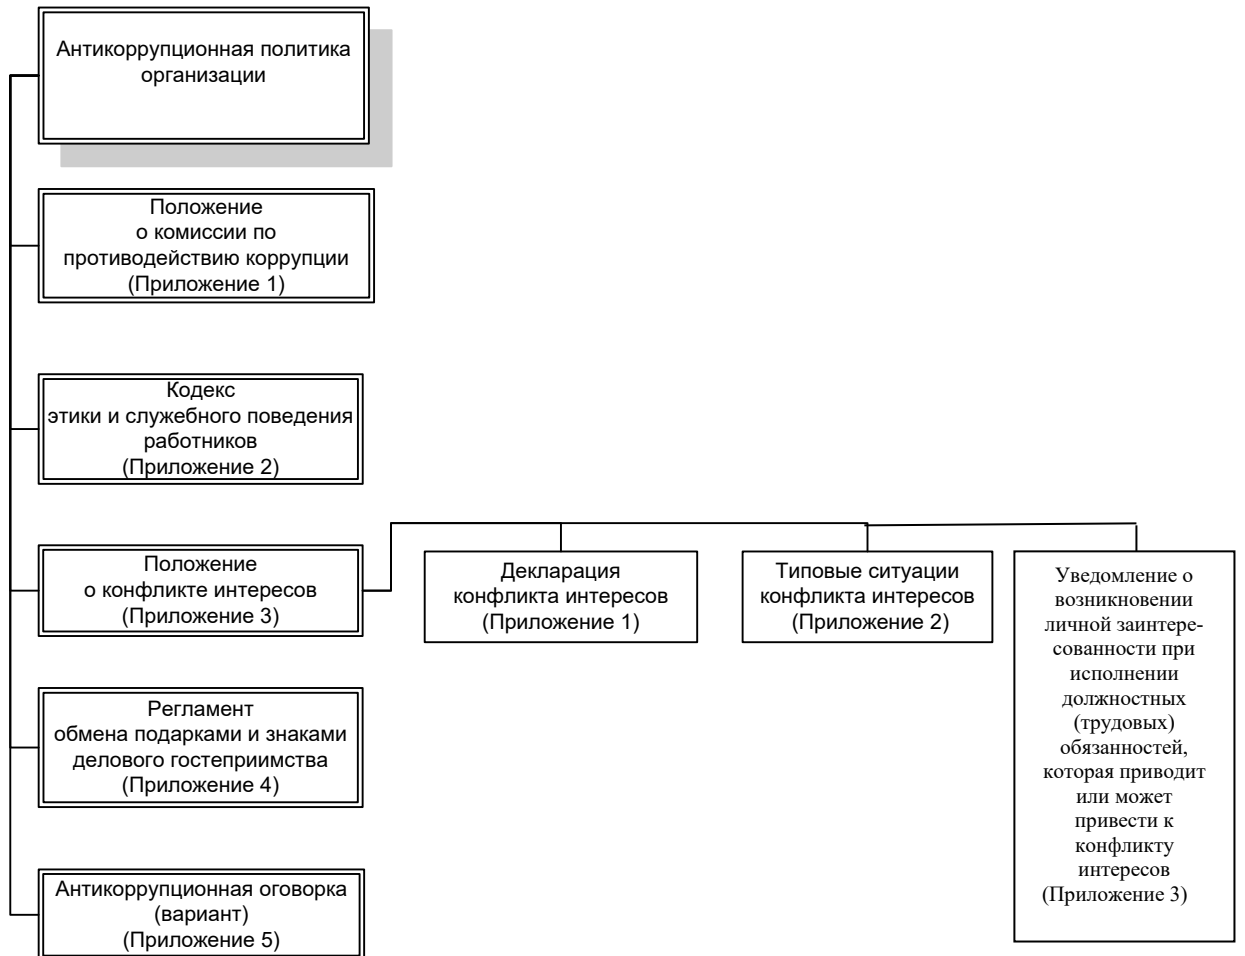 Антикоррупционная политика
организации
Положение
о комиссии по
противодействию коррупции
(Приложение 1)
Кодекс
этики и служебного поведения
работников
(Приложение 2)
Положение
о конфликте интересов
(Приложение 3)
Декларация
конфликта интересов
(Приложение 1)
Типовые ситуации
конфликта интересов
(Приложение 2)
Уведомление о
возникновении
личной заинтере-
сованности при
исполнении
должностных
(трудовых)
обязанностей,
которая приводит
или может
привести к
конфликту
интересов
(Приложение 3)
Регламент
обмена подарками и знаками
делового гостеприимства
(Приложение 4)
Антикоррупционная оговорка
(вариант)
(Приложение 5)